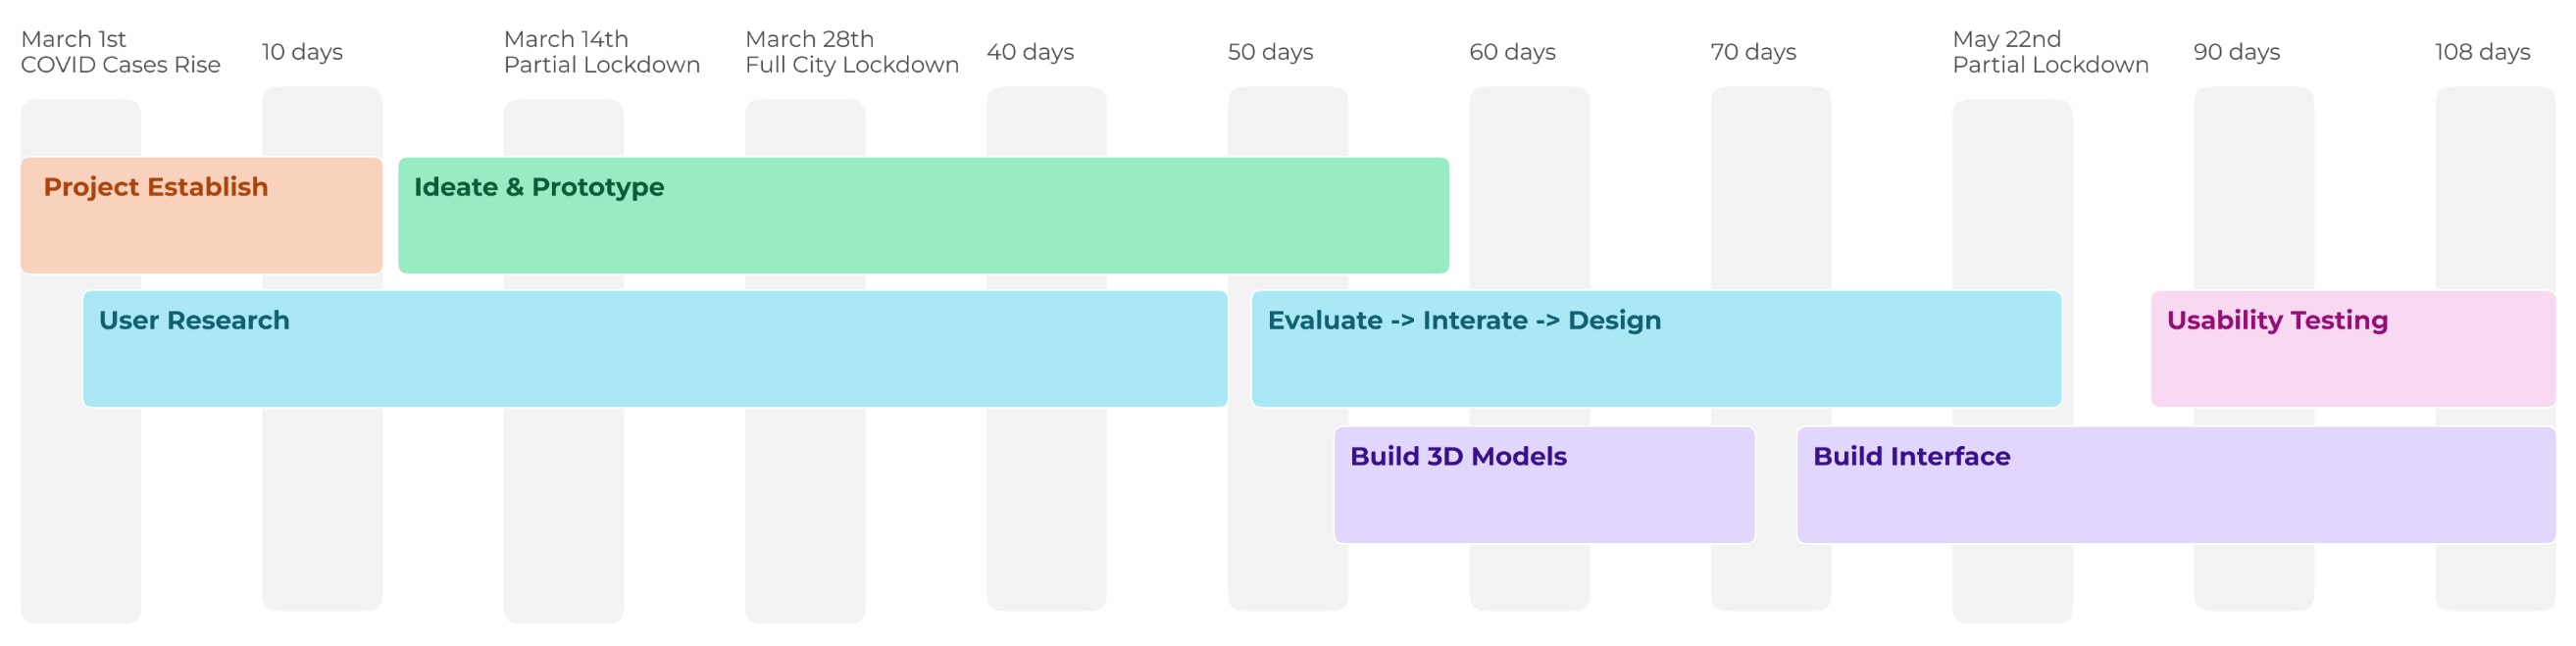 March 1st
COVID Cases Rise
10 days
March 14th
Partial Lockdown
March 28th
Full City Lockdown
40 days
50 days
60 days
70 days
May 22nd
Partial Lockdown
90 days
108 days
Project Establish
Ideate & Prototype
User Research
Evaluate -> Interate -> Design
Usability Testing
Build 3D Models
Build Interface